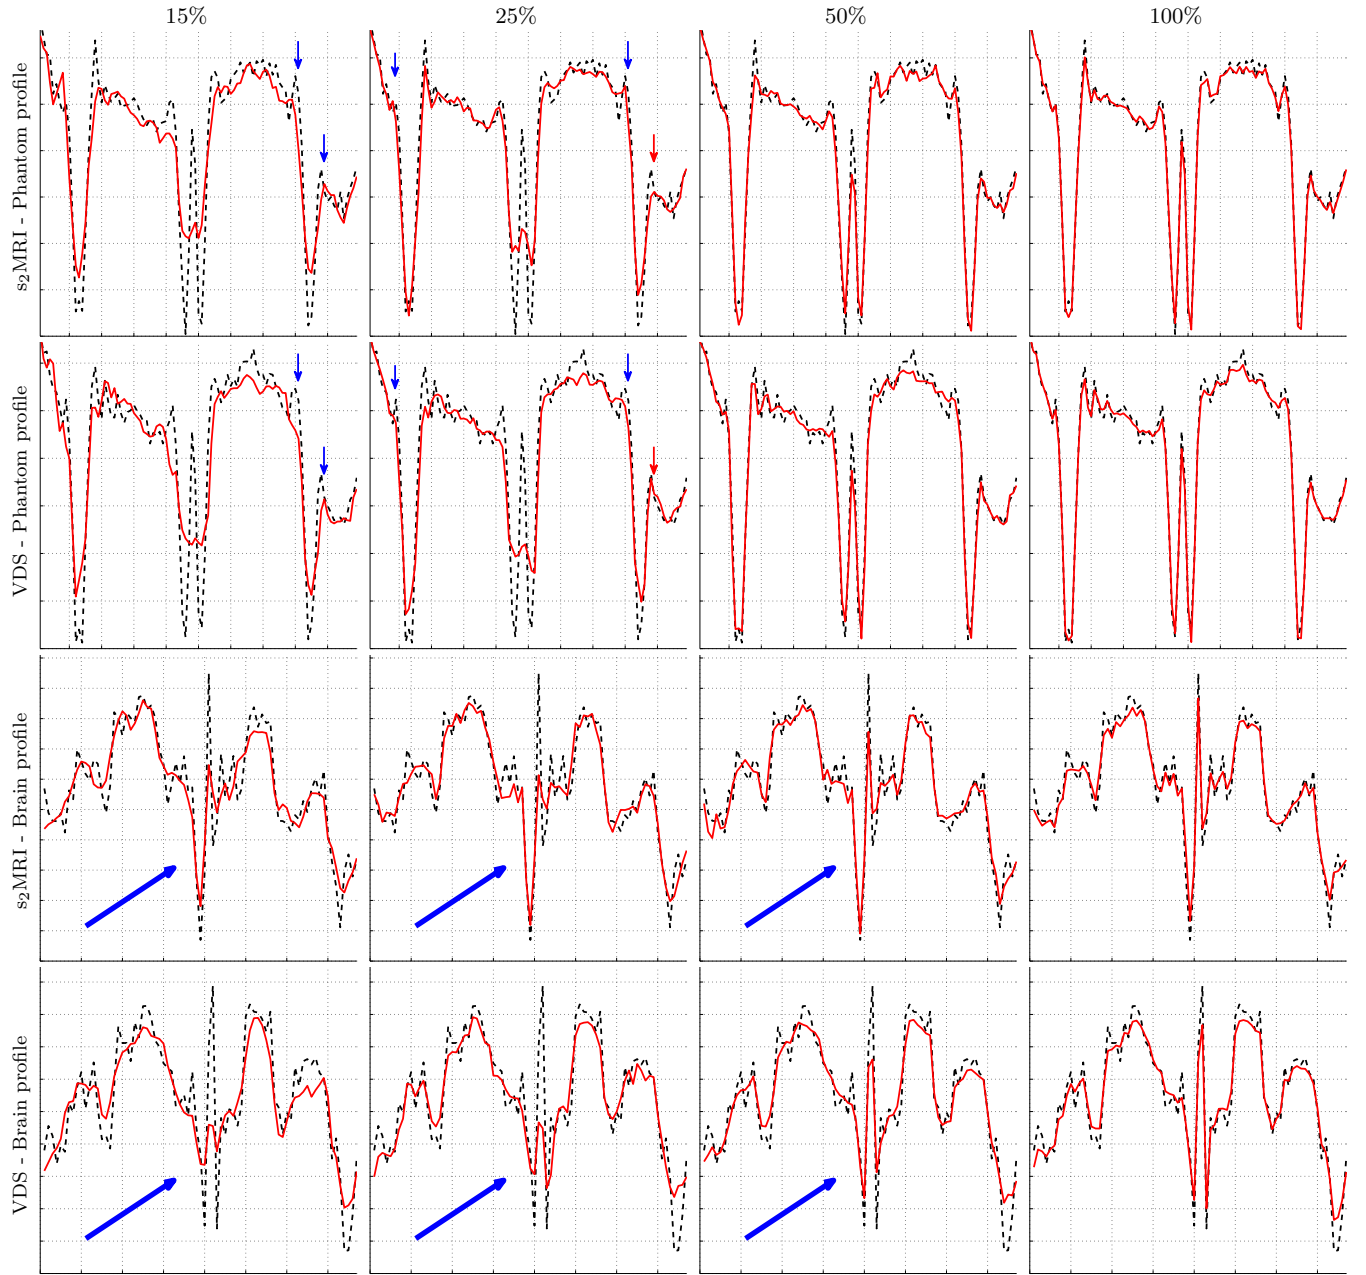 15%
25%
50%
100%
s₂MRI - Phantom profile
VDS - Phantom profile
s₂MRI - Brain profile
VDS - Brain profile